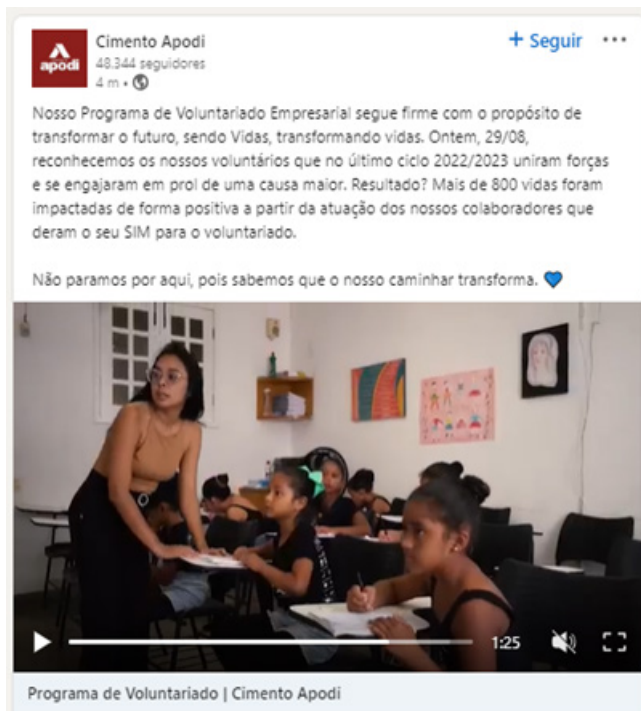 apodi
Cimento Apodi
+ Seguir ...
48.344 seguidores
4 m •
Nosso Programa de Voluntariado Empresarial segue firme com o propósito de
transformar o futuro, sendo Vidas, transformando vidas. Ontem, 29/08,
reconhecemos os nossos voluntários que no último ciclo 2022/2023 uniram forças
e se engajaram em prol de uma causa maior. Resultado? Mais de 800 vidas foram
impactadas de forma positiva a partir da atuação dos nossos colaboradores que
deram o seu SIM para o voluntariado.
Não paramos por aqui, pois sabemos que o nosso caminhar transforma. 💙
1:25
Programa de Voluntariado | Cimento Apodi